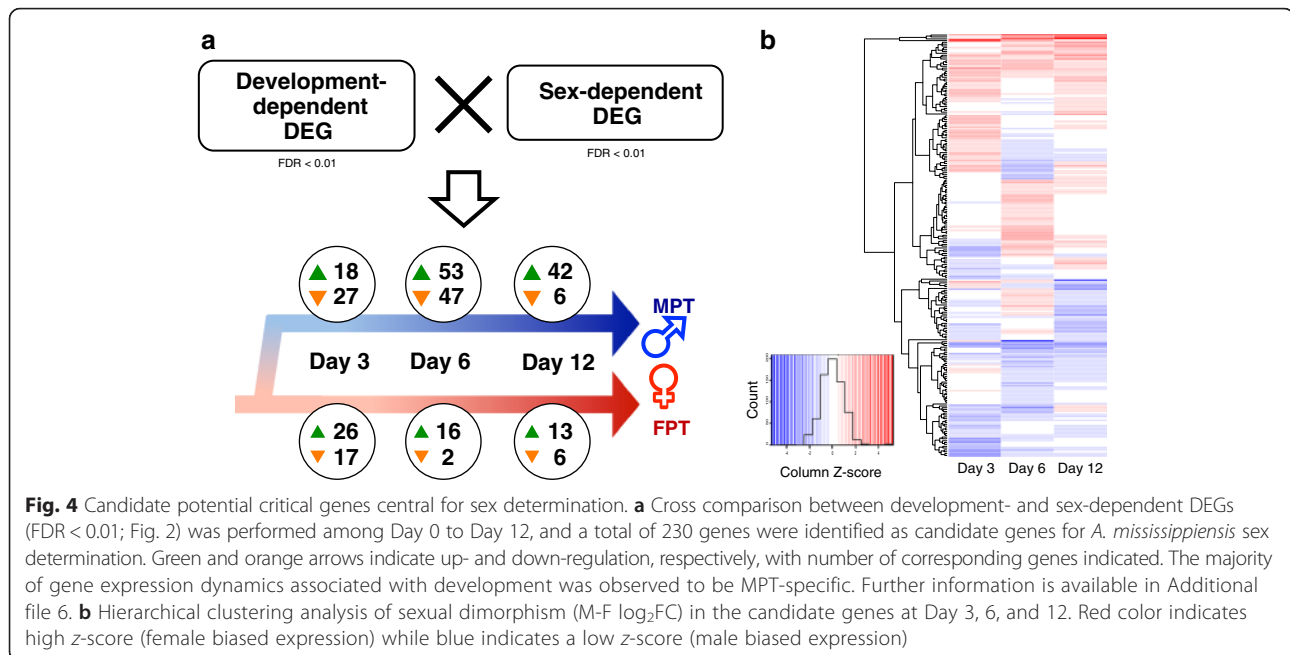 a
Development-
dependent
DEG
FDR < 0.01
Sex-dependent
DEG
FDR < 0.01
18
27
53
47
42
6
MPT
Day 3
Day 6
Day 12
FPT
26
17
16
2
13
6
b
Count
Column Z-score
Day 3
Day 6
Day 12
Fig. 4 Candidate potential critical genes central for sex determination. a Cross comparison between development- and sex-dependent DEGs
(FDR < 0.01; Fig. 2) was performed among Day 0 to Day 12, and a total of 230 genes were identified as candidate genes for A. mississippiensis sex
determination. Green and orange arrows indicate up- and down-regulation, respectively, with number of corresponding genes indicated. The majority
of gene expression dynamics associated with development was observed to be MPT-specific. Further information is available in Additional
file 6. b Hierarchical clustering analysis of sexual dimorphism (M-F log₂FC) in the candidate genes at Day 3, 6, and 12. Red color indicates
high z-score (female biased expression) while blue indicates a low z-score (male biased expression)